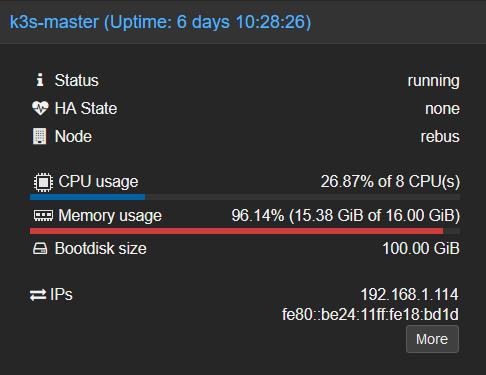 k3s-master (Uptime: 6 days 10:28:26)
Status running
HA State none
Node rebus
CPU usage 26.87% of 8 CPU(s)
Memory usage 96.14% (15.38 GiB of 16.00 GiB)
Bootdisk size 100.00 GiB
IPs 192.168.1.114
fe80::be24:11ff:fe18:bd1d
More